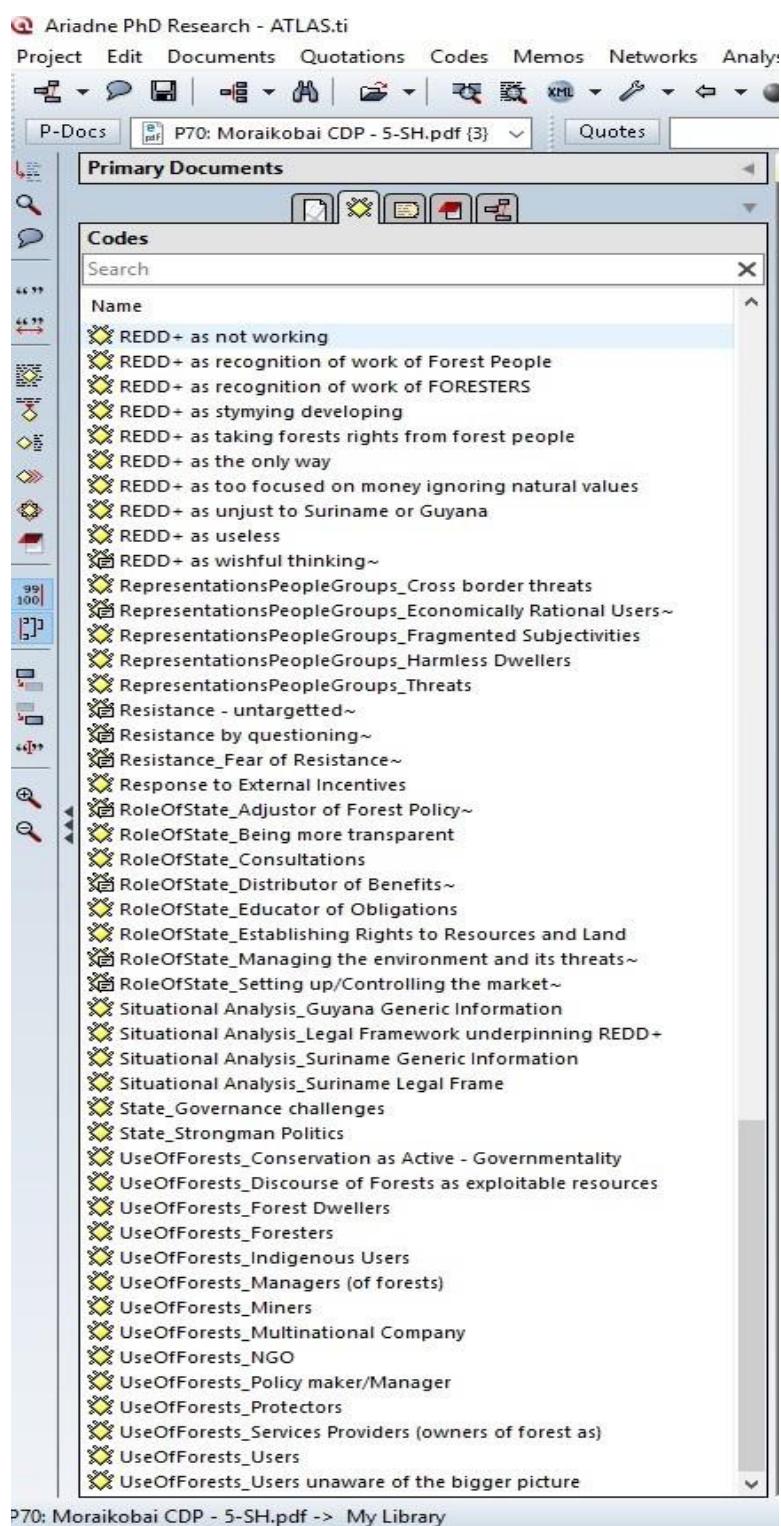 Ariadne PhD Research - ATLAS.ti
Project Edit Documents Quotations Codes Memos Networks Analys
XML
P-Docs pdf P70: Moraikobai CDP - 5-SH.pdf {3} Quotes
Primary Documents
Codes
Search
Name
REDD+ as not working
REDD+ as recognition of work of Forest People
REDD+ as recognition of work of FORESTERS
REDD+ as stymying developing
REDD+ as taking forests rights from forest people
REDD+ as the only way
REDD+ as too focused on money ignoring natural values
REDD+ as unjust to Suriname or Guyana
REDD+ as useless
REDD+ as wishful thinking~
99
100
RepresentationsPeopleGroups_Cross border threats
RepresentationsPeopleGroups_Economically Rational Users~
RepresentationsPeopleGroups_Fragmented Subjectivities
RepresentationsPeopleGroups_Harmless Dwellers
RepresentationsPeopleGroups_Threats
Resistance - untargetted~
Resistance by questioning~
Resistance_Fear of Resistance~
Response to External Incentives
RoleOfState_Adjustor of Forest Policy~
RoleOfState_Being more transparent
RoleOfState_Consultations
RoleOfState_Distributor of Benefits~
RoleOfState_Educator of Obligations
RoleOfState_Establishing Rights to Resources and Land
RoleOfState_Managing the environment and its threats~
RoleOfState_Setting up/Controlling the market~
Situational Analysis_Guyana Generic Information
Situational Analysis_Legal Framework underpinning REDD+
Situational Analysis_Suriname Generic Information
Situational Analysis_Suriname Legal Frame
State_Governance challenges
State_Strongman Politics
UseOfForests_Conservation as Active - Governmentality
UseOfForests_Discourse of Forests as exploitable resources
UseOfForests_Forest Dwellers
UseOfForests_Foresters
UseOfForests_Indigenous Users
UseOfForests_Managers (of forests)
UseOfForests_Miners
UseOfForests_Multinational Company
UseOfForests_NGO
UseOfForests_Policy maker/Manager
UseOfForests_Protectors
UseOfForests_Services Providers (owners of forest as)
UseOfForests_Users
UseOfForests_Users unaware of the bigger picture
P70: Moraikobai CDP - 5-SH.pdf -> My Library